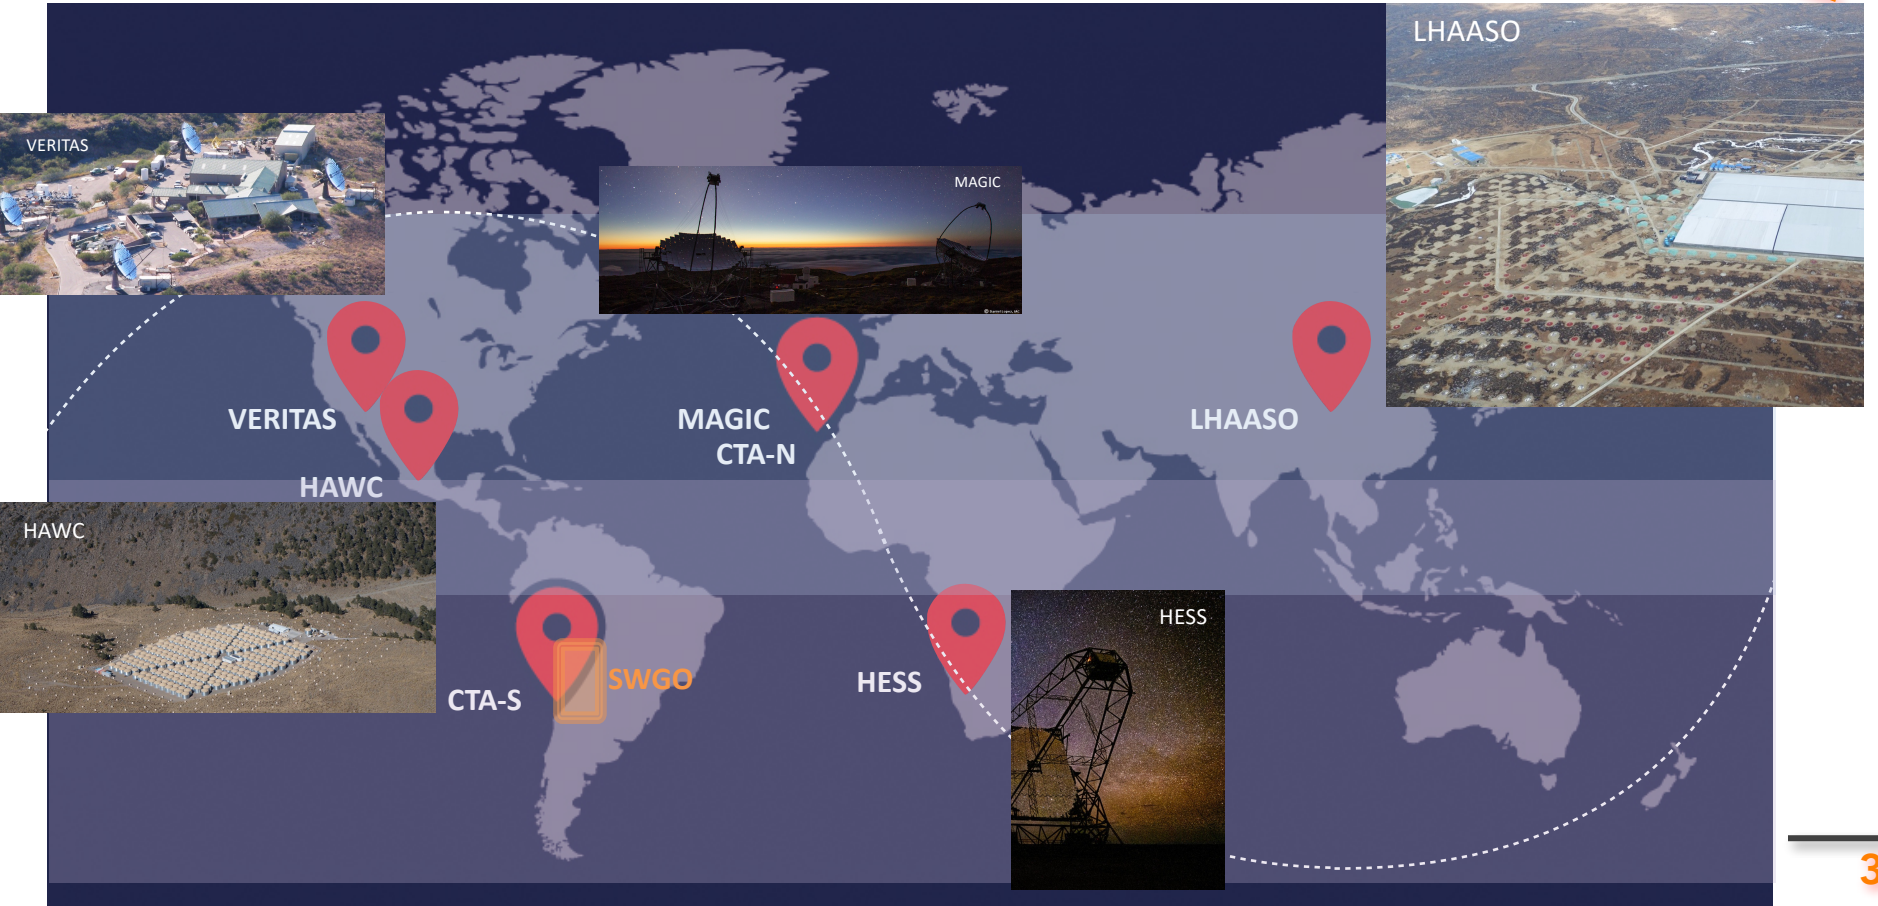 LHAASO
VERITAS
MAGIC
VERITAS
MAGIC
CTA-N
LHAASO
HAWC
HAWC
CTA-S
SWGO
HESS
HESS
3